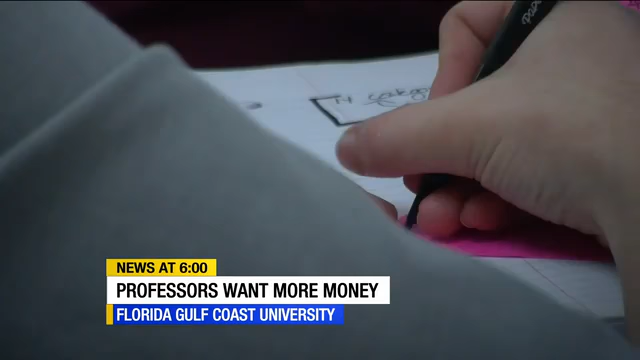 NEWS AT 6:00
PROFESSORS WANT MORE MONEY
FLORIDA GULF COAST UNIVERSITY